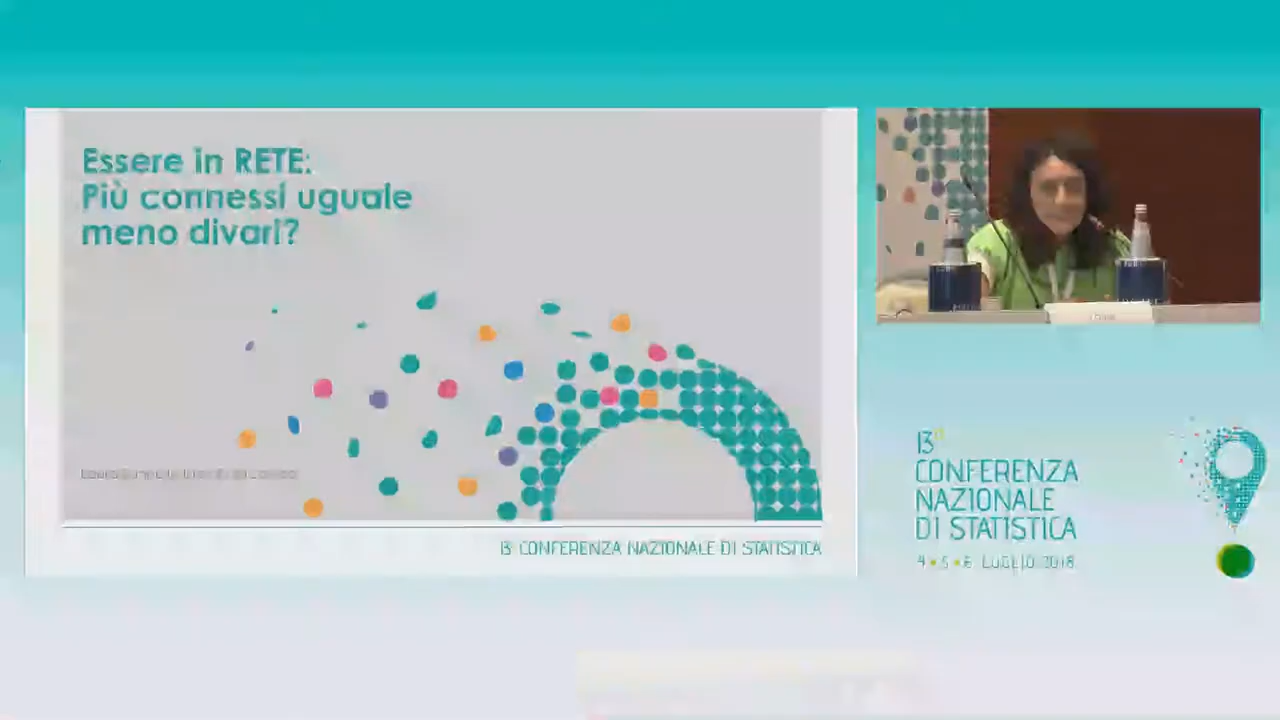 Essere in RETE:
Più connessi uguale
meno divari?
13ª CONFERENZA NAZIONALE DI STATISTICA
13ª
CONFERENZA
NAZIONALE
DI STATISTICA
4 • 5 • 6 LUGLIO 2018